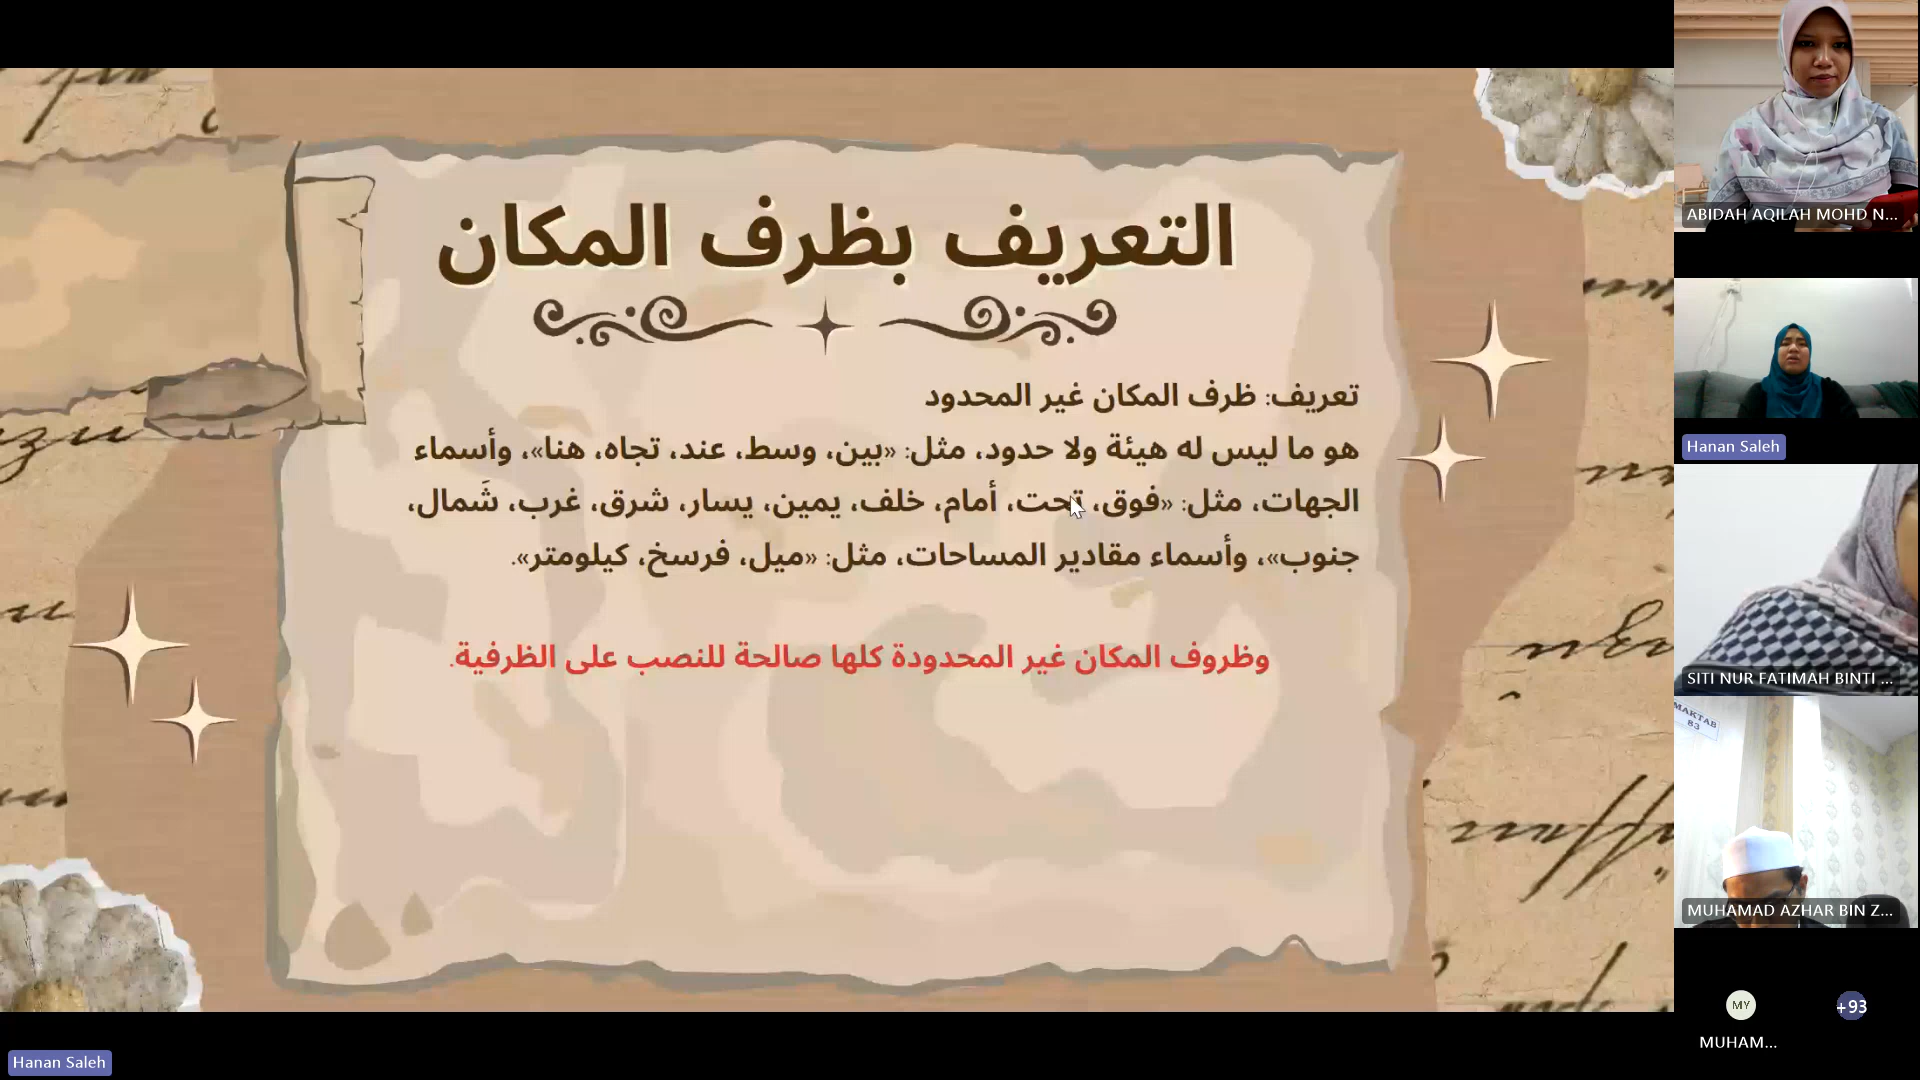 التعريف بظرف المكان
تعريف: ظرف المكان غير المحدود
هو ما ليس له هيئة ولا حدود، مثل: «بين، وسط، عند، تجاه، هنا»، وأسماء
الجهات، مثل: «فوق، تحت، أمام، خلف، يمين، يسار، شرق، غرب، شَمال،
جنوب»، وأسماء مقادير المساحات، مثل: «ميل، فرسخ، كيلومتر».
وظروف المكان غير المحدودة كلها صالحة للنصب على الظرفية.
Hanan Saleh
ABIDAH AQILAH MOHD N...
Hanan Saleh
SITI NUR FATIMAH BINTI ...
MAKTAB
83
MUHAMAD AZHAR BIN Z...
MY
+93
MUHAM...